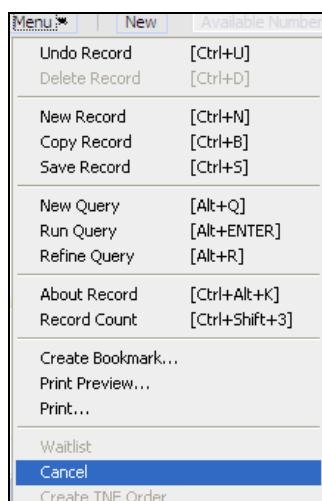 Menu New Available Number
Undo Record [Ctrl+U]
Delete Record [Ctrl+D]
New Record [Ctrl+N]
Copy Record [Ctrl+B]
Save Record [Ctrl+S]
New Query [Alt+Q]
Run Query [Alt+ENTER]
Refine Query [Alt+R]
About Record [Ctrl+Alt+K]
Record Count [Ctrl+Shift+3]
Create Bookmark...
Print Preview...
Print...
Waitlist
Cancel
Create TNE Order